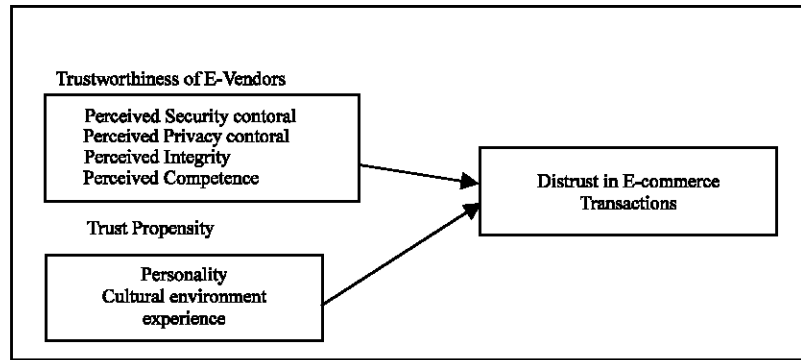 Trustworthiness of E-Vendors
Perceived Security contoral
Perceived Privacy contoral
Perceived Integrity
Perceived Competence
Distrust in E-commerce
Transactions
Trust Propensity
Personality
Cultural environment
experience